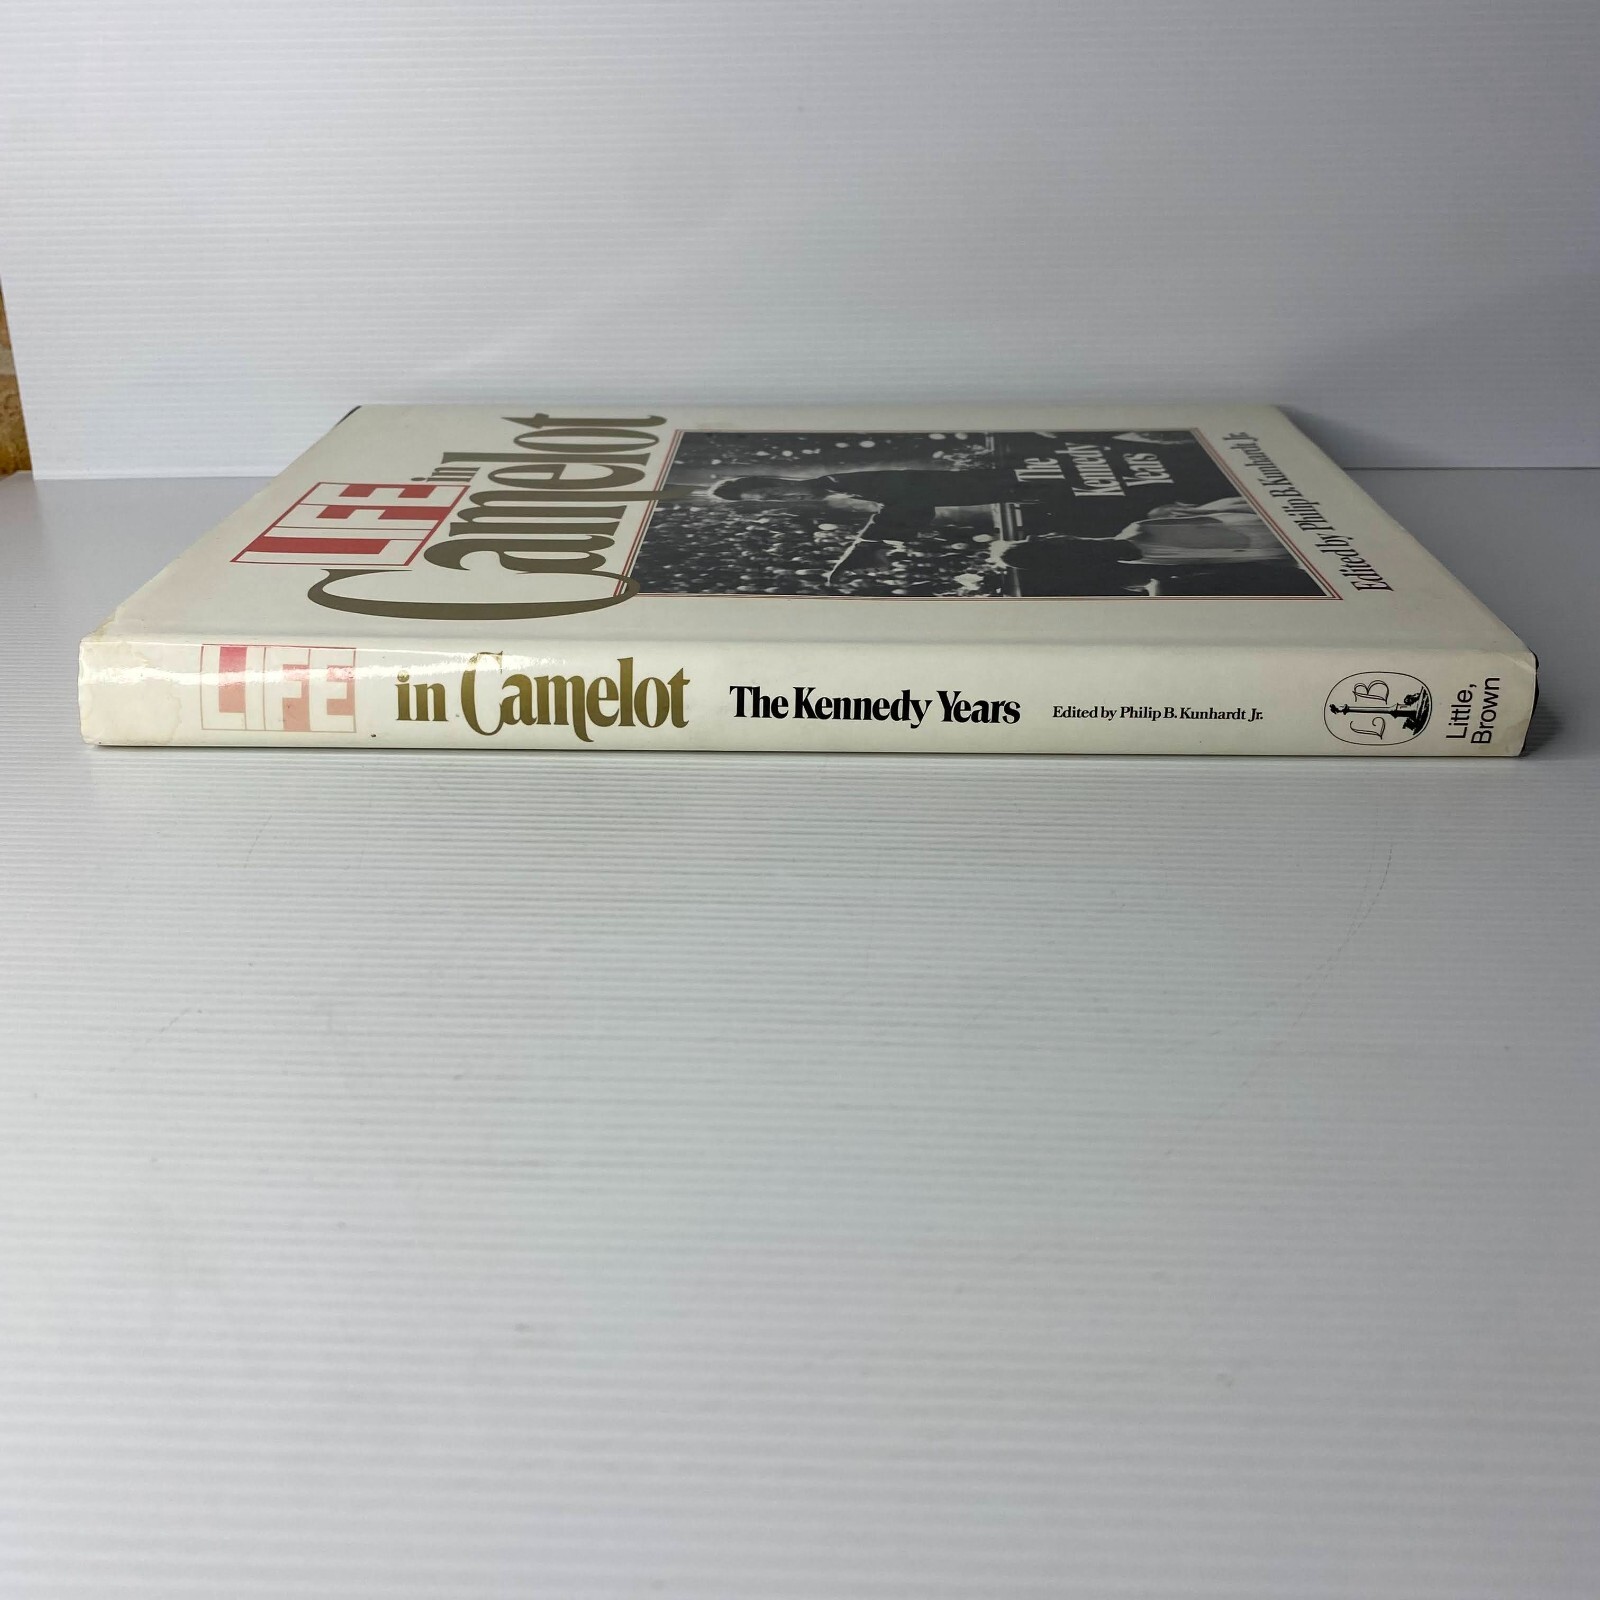 LIFE
in
Camelot
The
Kennedy
Years
Edited by Philip B. Kunhardt Jr.
LIFE in Camelot The Kennedy Years Edited by Philip B. Kunhardt Jr.
LB
Little,
Brown